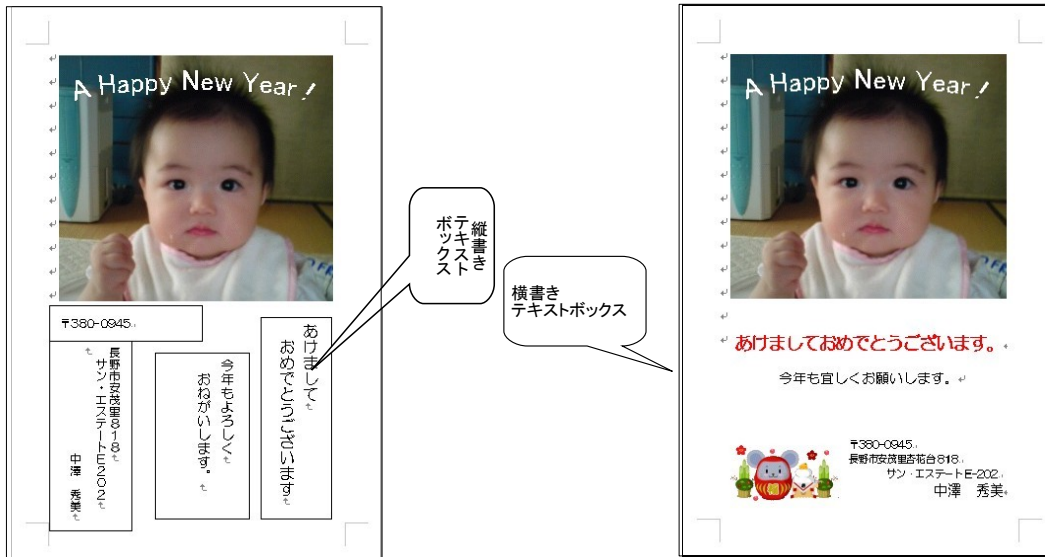 A Happy New Year!
〒380-0945
長野市安茂里818
サン・エステートE202
中澤　秀美
あけまして
おめでとうございます
今年もよろしく
おねがいします。
縦書き
テキスト
ボックス
横書き
テキストボックス
A Happy New Year!
あけましておめでとうございます。
今年も宜しくお願いします。
〒380-0945
長野市安茂里杏花台818
サン・エステートE-202
中澤　秀美